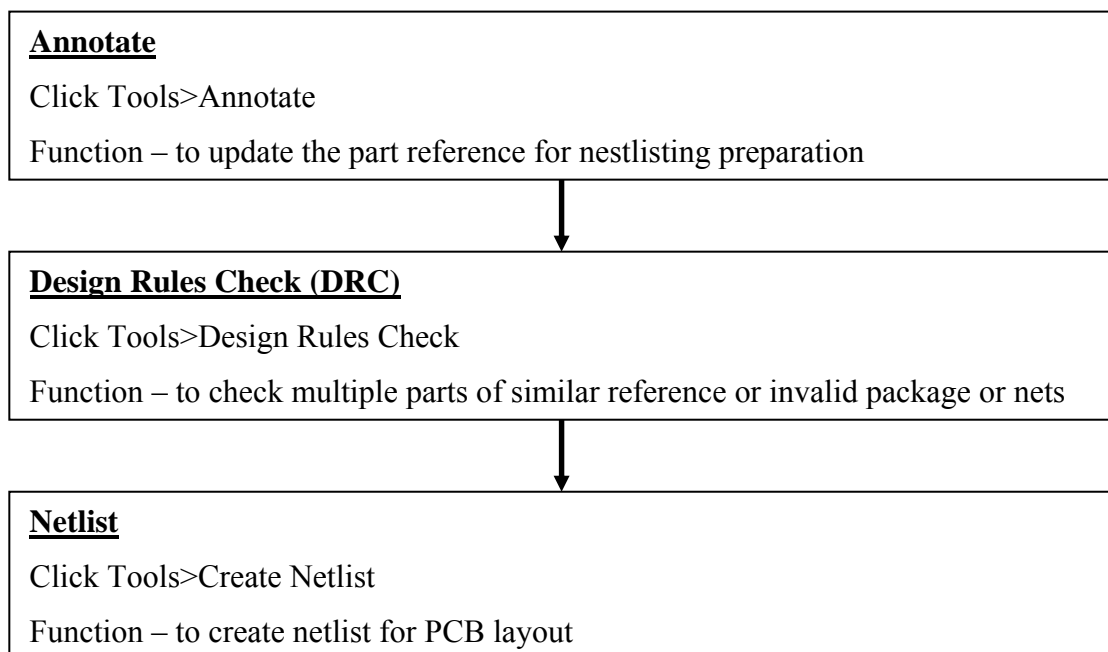 Annotate
Click Tools>Annotate
Function – to update the part reference for nestlisting preparation
Design Rules Check (DRC)
Click Tools>Design Rules Check
Function – to check multiple parts of similar reference or invalid package or nets
Netlist
Click Tools>Create Netlist
Function – to create netlist for PCB layout